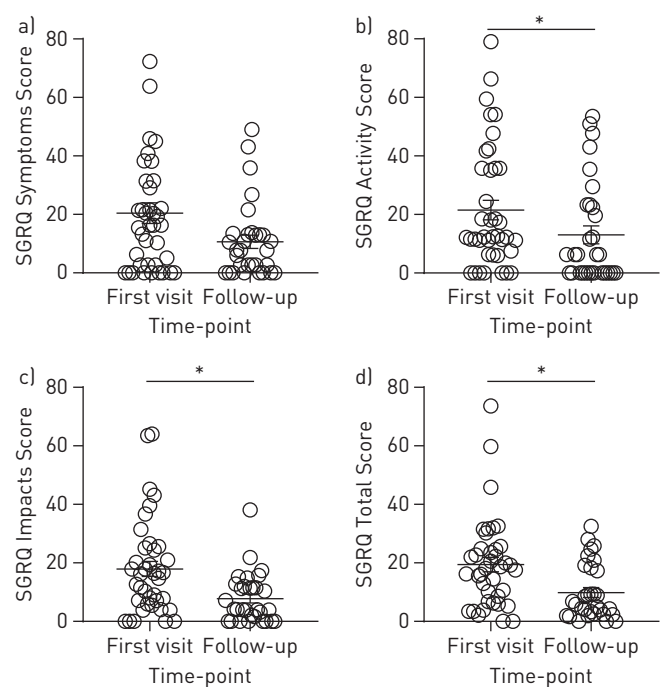 a)
SGRQ Symptoms Score
80
60
40
20
0
First visit Follow-up
Time-point
b)
*
SGRQ Activity Score
80
60
40
20
0
First visit Follow-up
Time-point
c)
*
SGRQ Impacts Score
80
60
40
20
0
First visit Follow-up
Time-point
d)
*
SGRQ Total Score
80
60
40
20
0
First visit Follow-up
Time-point